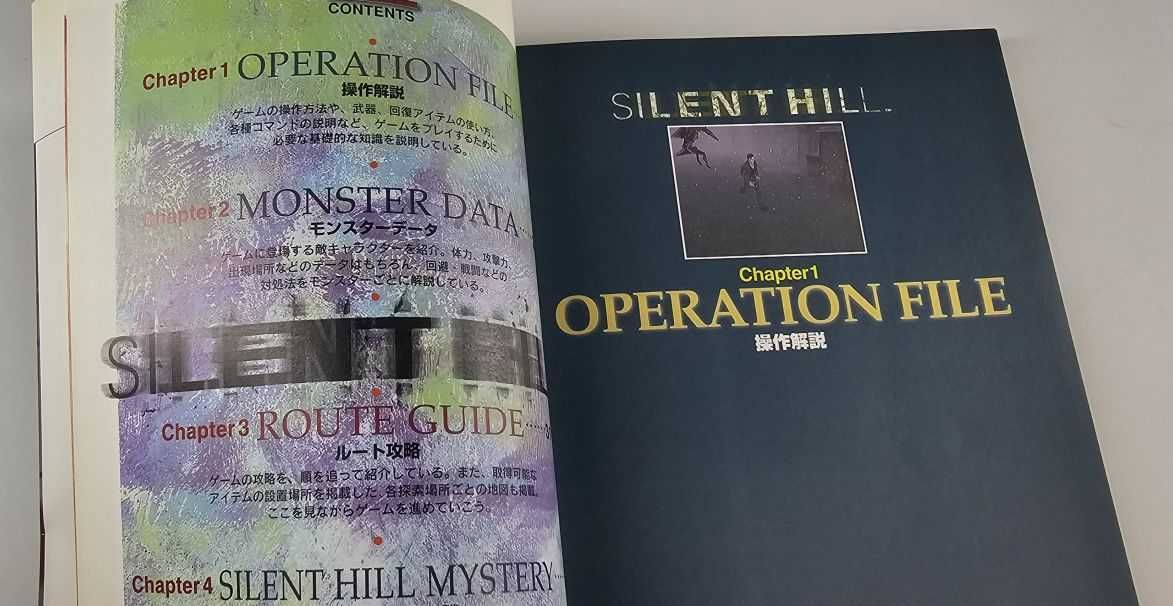 CONTENTS
Chapter 1 OPERATION FILE
操作解説
ゲームの操作方法や、武器、回復アイテムの使い方、
各種コマンドの説明など、ゲームをプレイするために
必要な基礎的な知識を説明している。
Chapter 2 MONSTER DATA
モンスターデータ
ゲームに登場する敵キャラクターを紹介。体力、攻撃力、
出現場所などのデータはもちろん、回避・戦闘などの
対処法をモンスターごとに解説している。
SILENT HIL
Chapter 3 ROUTE GUIDE
ルート攻略
ゲームの攻略を、順を追って紹介している。また、取得可能な
アイテムの設置場所を掲載した、各探索場所ごとの地図も掲載。
ここを見ながらゲームを進めていこう。
Chapter 4 SILENT HILL MYSTERY
SILENT HILL
Chapter1
OPERATION FILE
操作解説